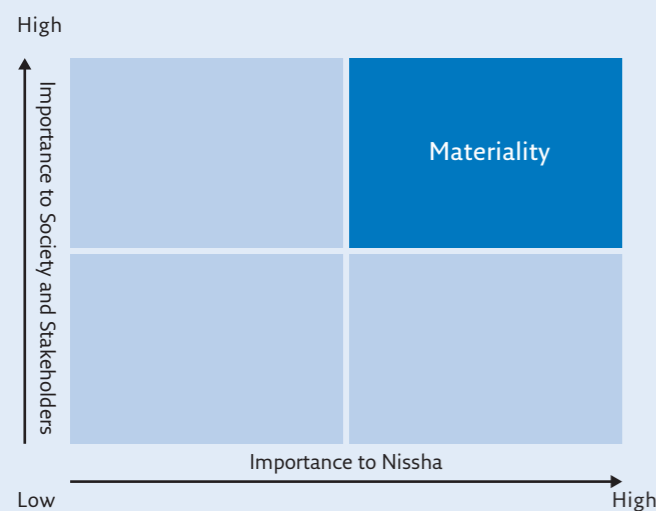 High
Importance to Society and Stakeholders
Materiality
Importance to Nissha
Low
High